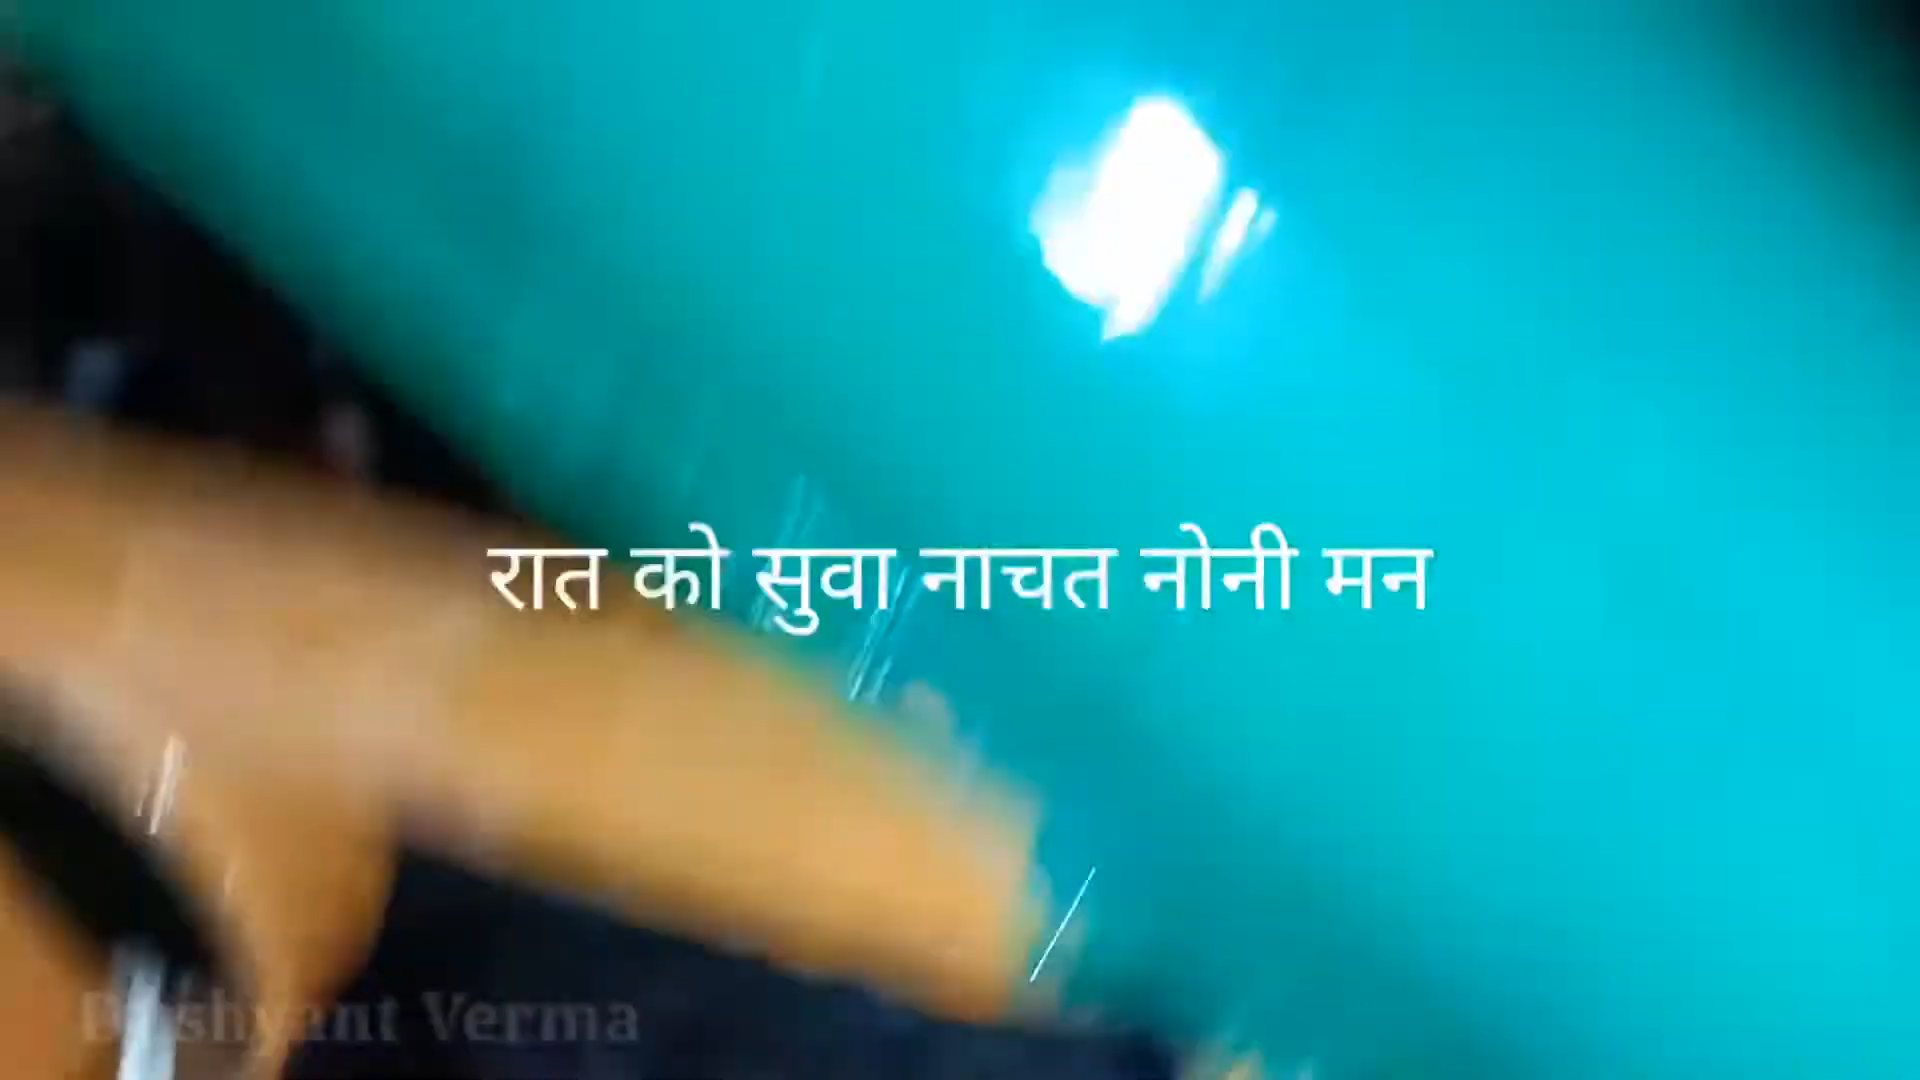 रात को सुवा नाचत नोनी मन
Verma